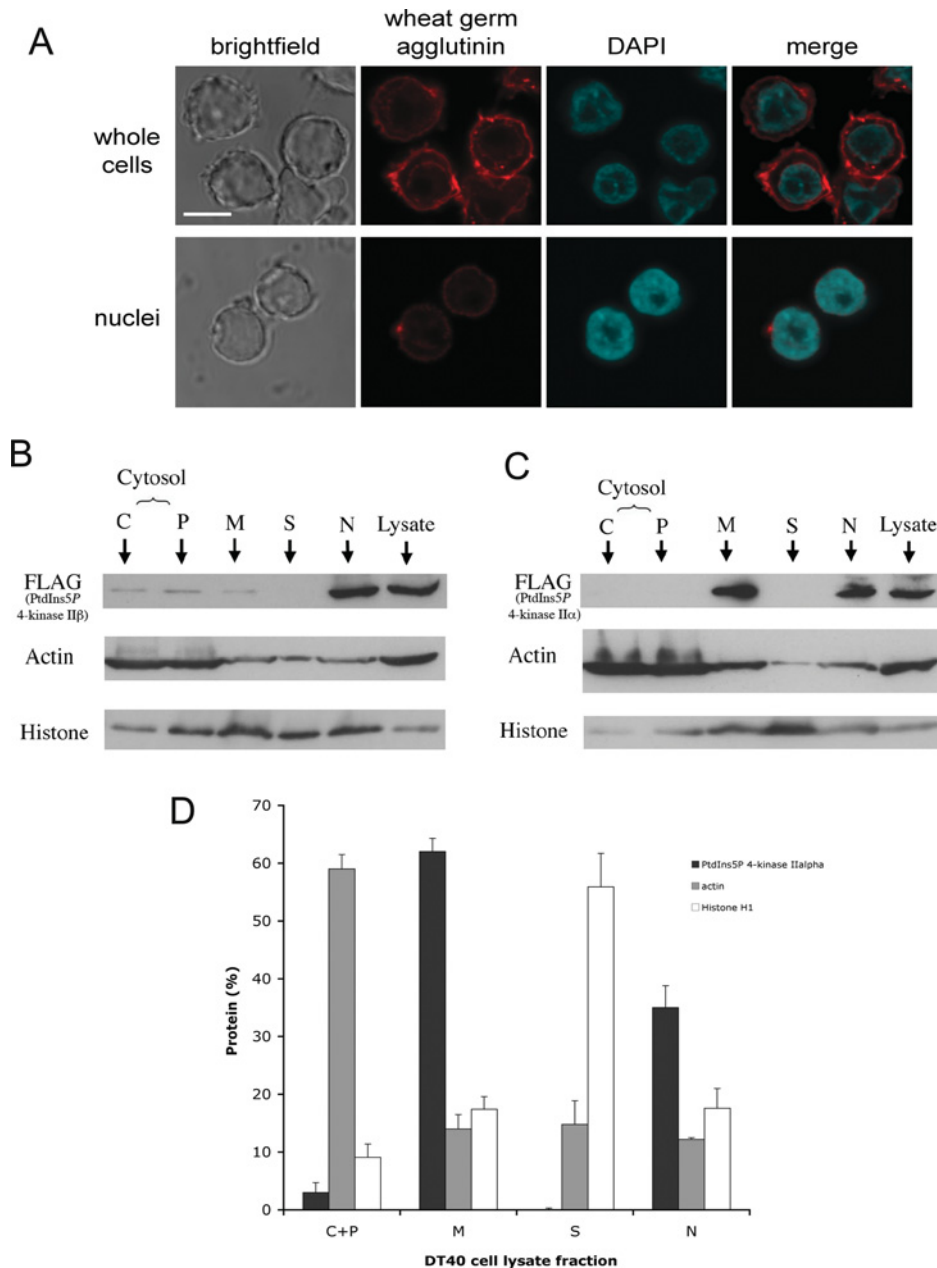 A
brightfield
wheat germ
agglutinin
DAPI
merge
whole
cells
nuclei
B
Cytosol
C P M S N Lysate
FLAG
(PtdIns5P
4-kinase IIβ)
Actin
Histone
C
Cytosol
C P M S N Lysate
FLAG
(PtdIns5P
4-kinase IIα)
Actin
Histone
D
70
60
50
40
30
20
10
0
Protein (%)
PtdIns5P 4-kinase IIalpha
actin
Histone H1
C+P M S N
DT40 cell lysate fraction